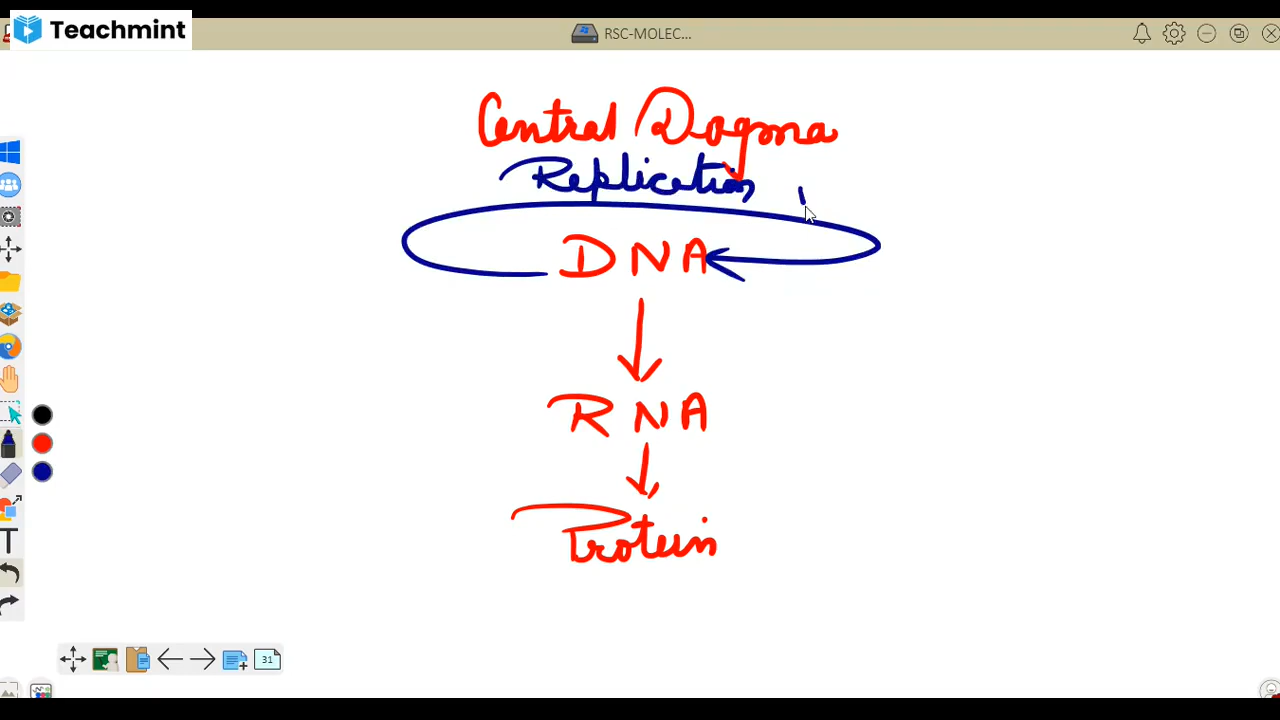 Teachmint
RSC-MOLEC...
Central Dogma
Replication
DNA
RNA
Protein
T
31